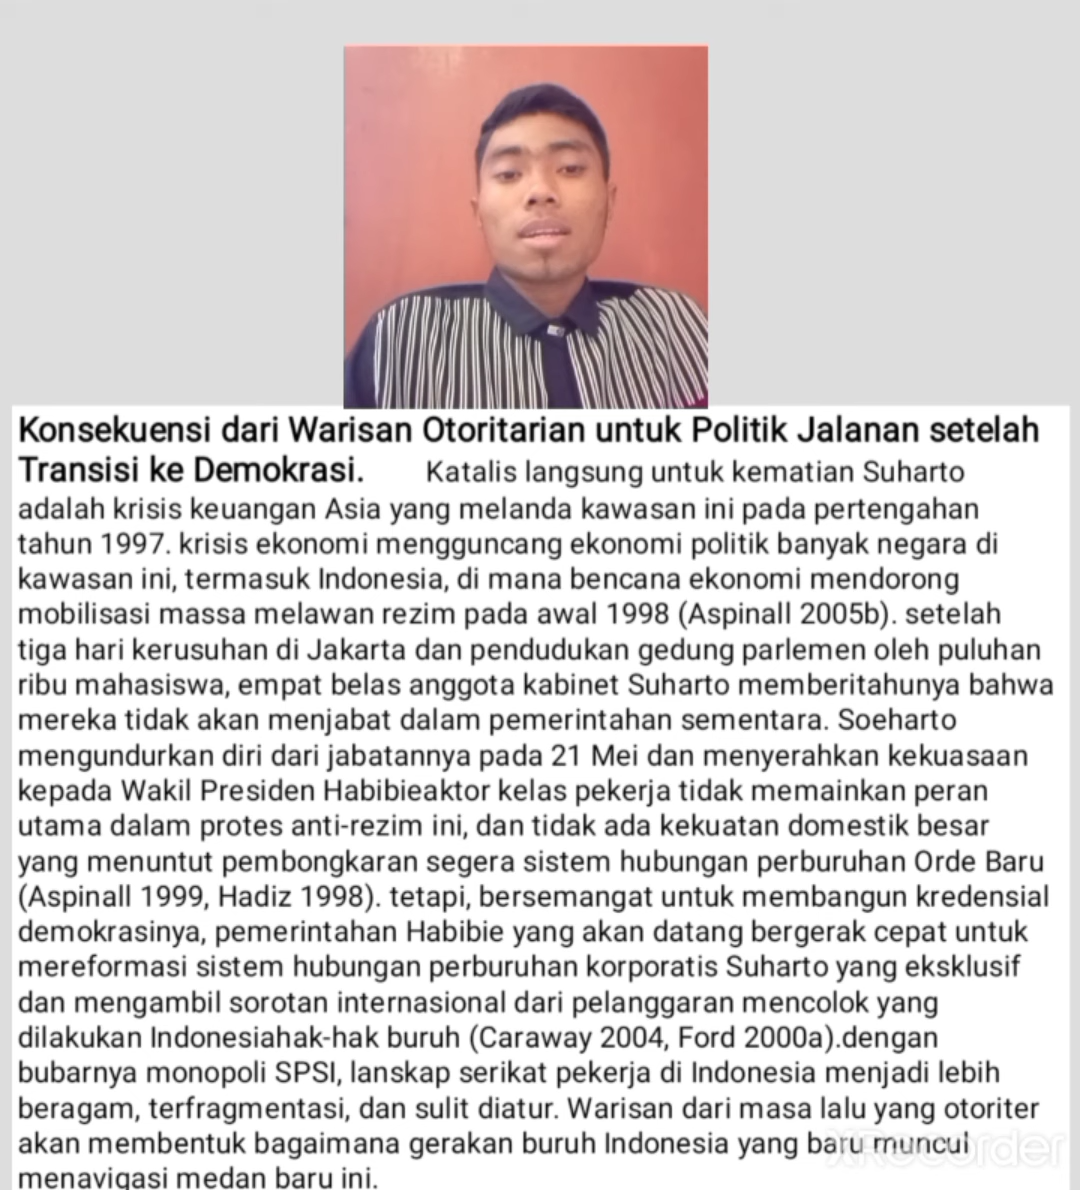 Konsekuensi dari Warisan Otoritarian untuk Politik Jalanan setelah
Transisi ke Demokrasi. Katalis langsung untuk kematian Suharto
adalah krisis keuangan Asia yang melanda kawasan ini pada pertengahan
tahun 1997. krisis ekonomi mengguncang ekonomi politik banyak negara di
kawasan ini, termasuk Indonesia, di mana bencana ekonomi mendorong
mobilisasi massa melawan rezim pada awal 1998 (Aspinall 2005b). setelah
tiga hari kerusuhan di Jakarta dan pendudukan gedung parlemen oleh puluhan
ribu mahasiswa, empat belas anggota kabinet Suharto memberitahunya bahwa
mereka tidak akan menjabat dalam pemerintahan sementara. Soeharto
mengundurkan diri dari jabatannya pada 21 Mei dan menyerahkan kekuasaan
kepada Wakil Presiden Habibieaktor kelas pekerja tidak memainkan peran
utama dalam protes anti-rezim ini, dan tidak ada kekuatan domestik besar
yang menuntut pembongkaran segera sistem hubungan perburuhan Orde Baru
(Aspinall 1999, Hadiz 1998). tetapi, bersemangat untuk membangun kredensial
demokrasinya, pemerintahan Habibie yang akan datang bergerak cepat untuk
mereformasi sistem hubungan perburuhan korporatis Suharto yang eksklusif
dan mengambil sorotan internasional dari pelanggaran mencolok yang
dilakukan Indonesiahak-hak buruh (Caraway 2004, Ford 2000a).dengan
bubarnya monopoli SPSI, lanskap serikat pekerja di Indonesia menjadi lebih
beragam, terfragmentasi, dan sulit diatur. Warisan dari masa lalu yang otoriter
akan membentuk bagaimana gerakan buruh Indonesia yang baru muncul
menavigasi medan baru ini.
XRecorder